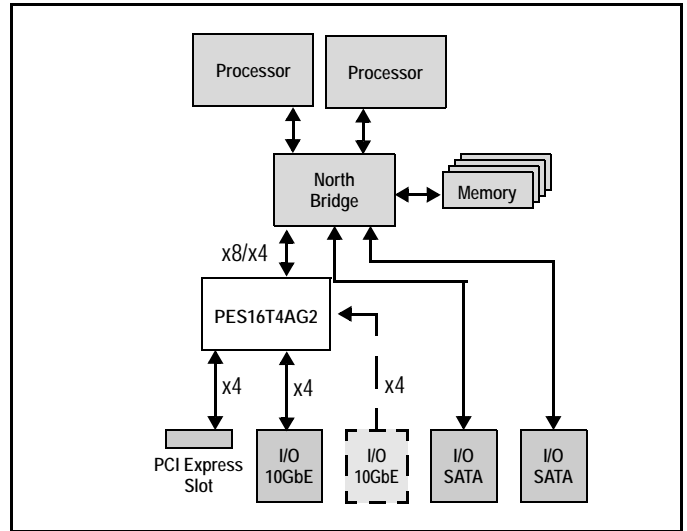 Processor
Processor
North
Bridge
Memory
x8/x4
PES16T4AG2
x4
x4
x4
PCI Express
Slot
I/O
10GbE
I/O
10GbE
I/O
SATA
I/O
SATA